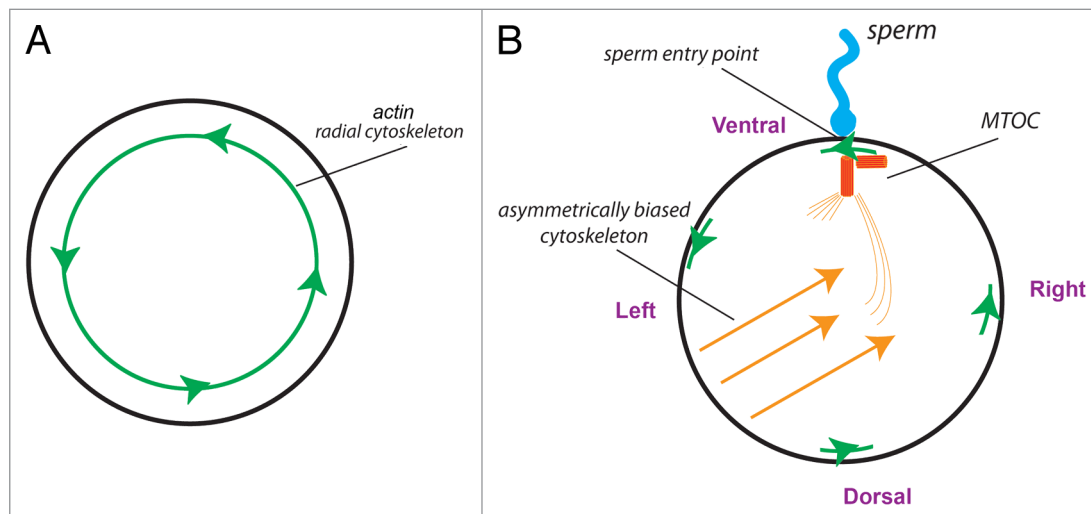 A
actin
radial cytoskeleton
B
sperm
sperm entry point
Ventral
MTOC
asymmetrically biased
cytoskeleton
Left
Right
Dorsal